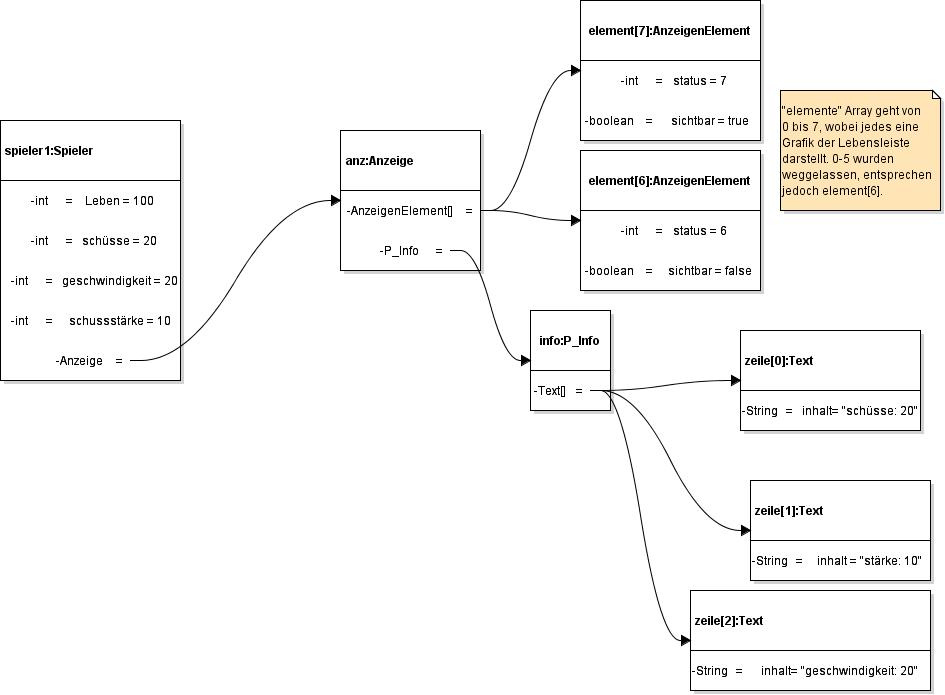 spieler1:Spieler
-int = Leben = 100
-int = schüsse = 20
-int = geschwindigkeit = 20
-int = schussstärke = 10
-Anzeige =
anz:Anzeige
-AnzeigenElement[] =
-P_Info =
element[7]:AnzeigenElement
-int = status = 7
-boolean = sichtbar = true
element[6]:AnzeigenElement
-int = status = 6
-boolean = sichtbar = false
"elemente" Array geht von
0 bis 7, wobei jedes eine
Grafik der Lebensleiste
darstellt. 0-5 wurden
weggelassen, entsprechen
jedoch element[6].
info:P_Info
-Text[] =
zeile[0]:Text
-String = inhalt= "schüsse: 20"
zeile[1]:Text
-String = inhalt = "stärke: 10"
zeile[2]:Text
-String = inhalt= "geschwindigkeit: 20"